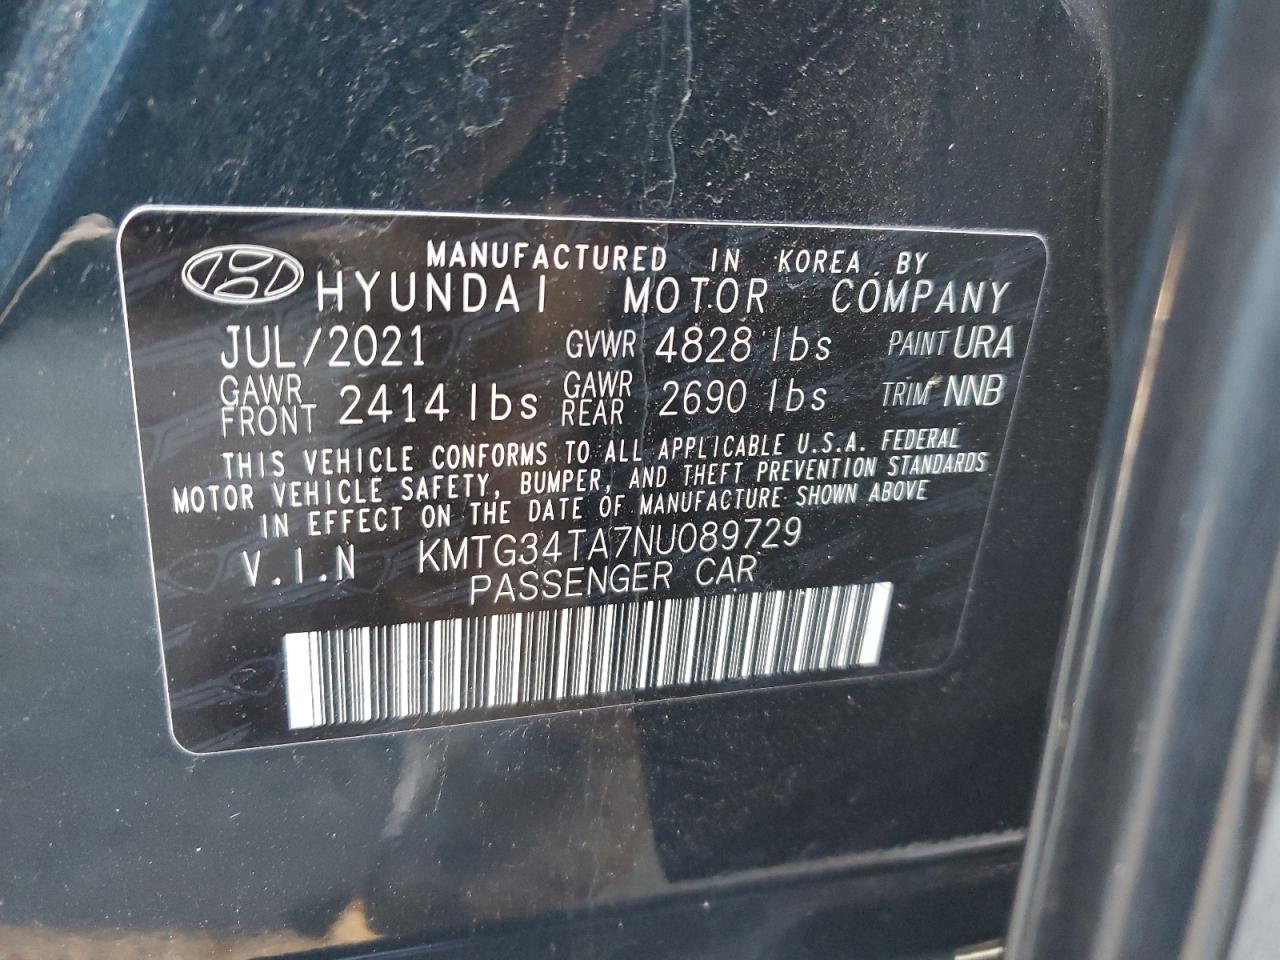 MANUFACTURED IN KOREA BY
HYUNDAI MOTOR COMPANY
JUL/2021 GVWR 4828 lbs PAINT URA
GAWR FRONT 2414 lbs GAWR REAR 2690 lbs TRIM NNB
THIS VEHICLE CONFORMS TO ALL APPLICABLE U.S.A. FEDERAL
MOTOR VEHICLE SAFETY, BUMPER, AND THEFT PREVENTION STANDARDS
IN EFFECT ON THE DATE OF MANUFACTURE SHOWN ABOVE
V.I.N KMTG34TA7NU089729
PASSENGER CAR